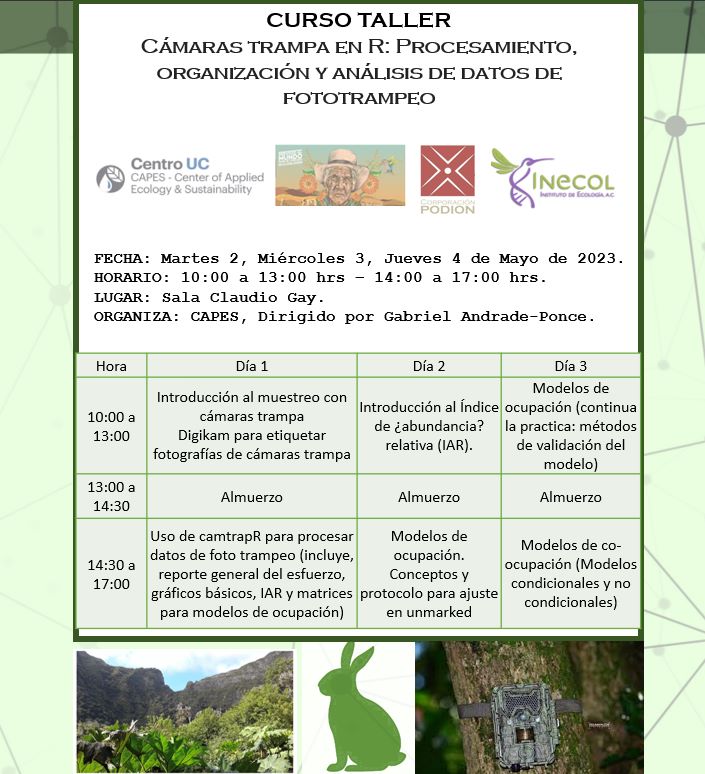 CURSO TALLER
CÁMARAS TRAMPA EN R: PROCESAMIENTO,
ORGANIZACIÓN Y ANÁLISIS DE DATOS DE
FOTOTRAMPEO
Centro UC
CAPES - Center of Applied
Ecology & Sustainability
MUNDO
CORPORACIÓN
PODION
INECOL
INSTITUTO DE ECOLOGÍA, A.C.
FECHA: Martes 2, Miércoles 3, Jueves 4 de Mayo de 2023.
HORARIO: 10:00 a 13:00 hrs – 14:00 a 17:00 hrs.
LUGAR: Sala Claudio Gay.
ORGANIZA: CAPES, Dirigido por Gabriel Andrade-Ponce.
Hora
Día 1
Día 2
Día 3
10:00 a
13:00
Introducción al muestreo con
cámaras trampa
Digikam para etiquetar
fotografías de cámaras trampa
Introducción al Índice
de ¿abundancia?
relativa (IAR).
Modelos de
ocupación (continua
la practica: métodos
de validación del
modelo)
13:00 a
14:30
Almuerzo
Almuerzo
Almuerzo
14:30 a
17:00
Uso de camtrapR para procesar
datos de foto trampeo (incluye,
reporte general del esfuerzo,
gráficos básicos, IAR y matrices
para modelos de ocupación)
Modelos de
ocupación.
Conceptos y
protocolo para ajuste
en unmarked
Modelos de co-
ocupación (Modelos
condicionales y no
condicionales)